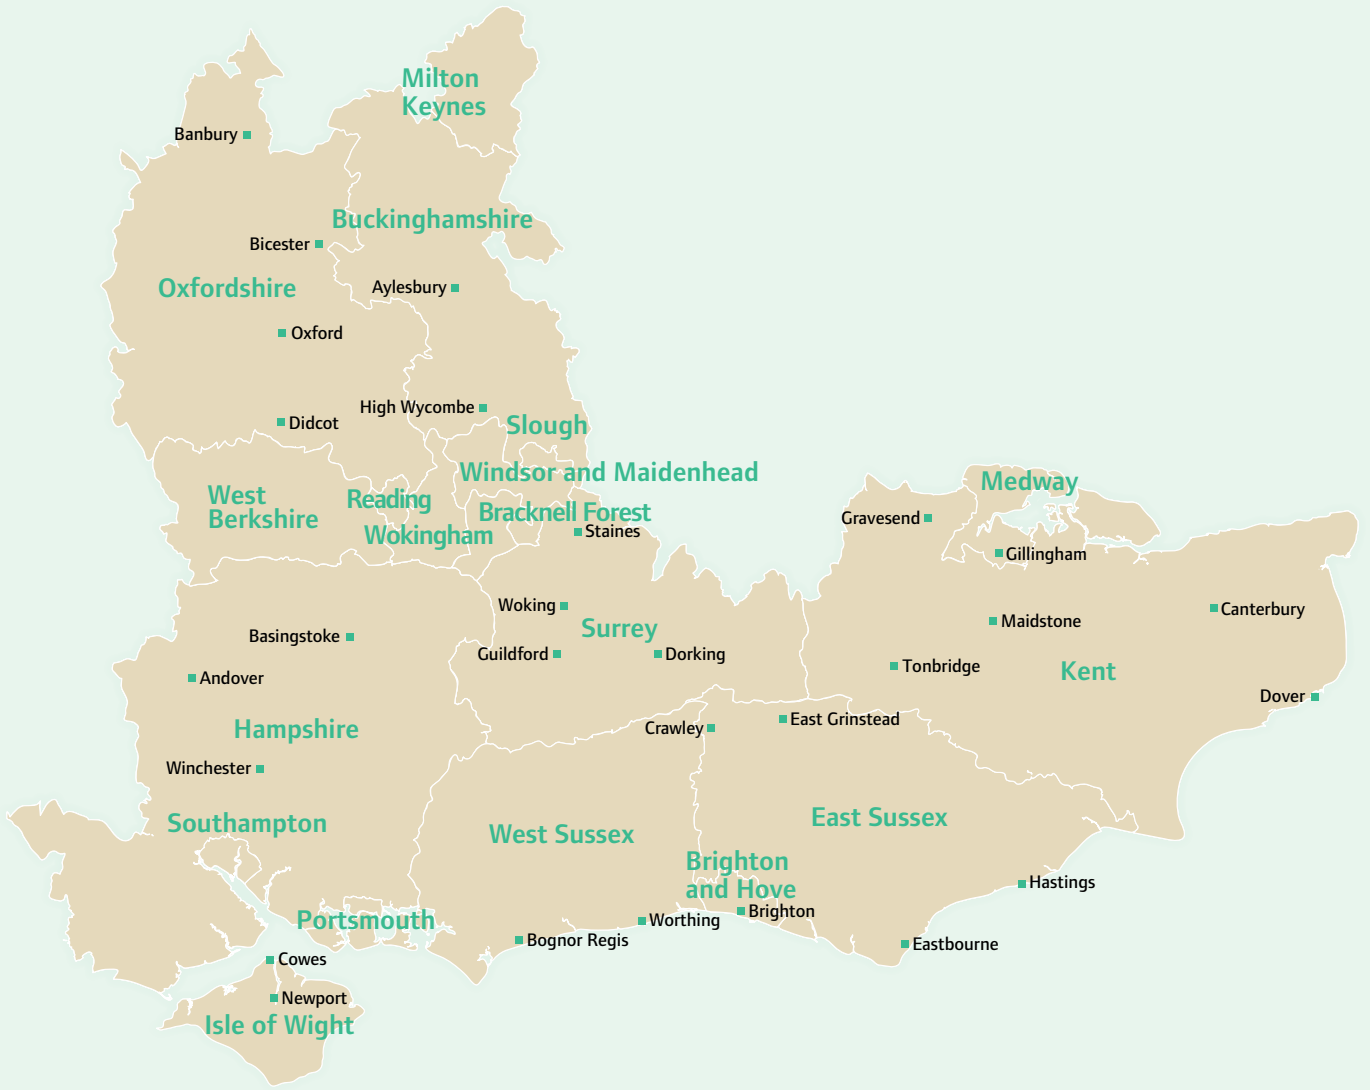 Milton
Keynes
Banbury
Buckinghamshire
Bicester
Oxfordshire
Aylesbury
Oxford
High Wycombe
Didcot
Slough
Windsor and Maidenhead
West
Berkshire
Reading
Bracknell Forest
Wokingham
Staines
Medway
Gravesend
Gillingham
Woking
Surrey
Basingstoke
Guildford
Dorking
Andover
Canterbury
Maidstone
Tonbridge
Kent
Dover
Hampshire
Crawley
East Grinstead
Winchester
Southampton
West Sussex
East Sussex
Brighton
and Hove
Hastings
Portsmouth
Worthing
Brighton
Bognor Regis
Eastbourne
Cowes
Newport
Isle of Wight